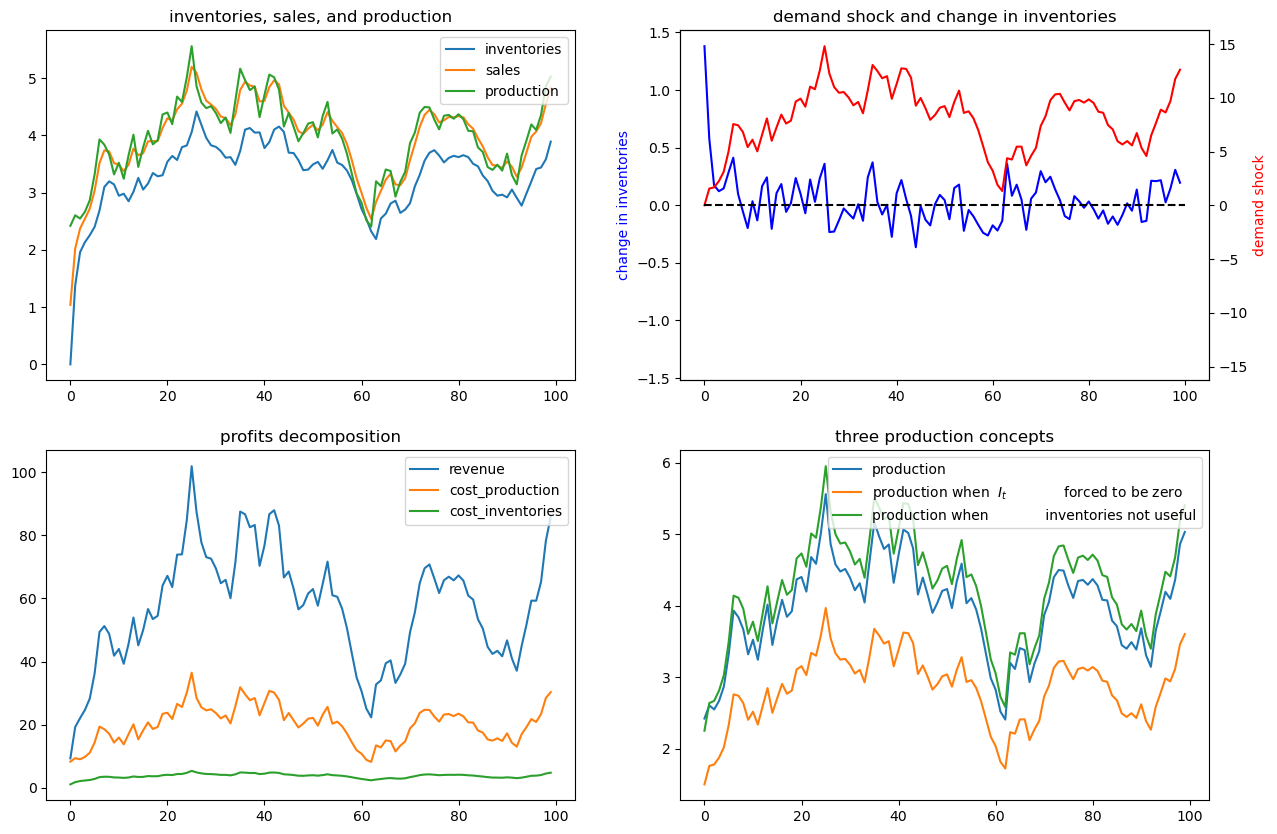 inventories, sales, and production
inventories
sales
production
5
4
3
2
1
0
0 20 40 60 80 100
demand shock and change in inventories
change in inventories
1.5
1.0
0.5
0.0
−0.5
−1.0
−1.5
15
10
5
0
−5
−10
−15
demand shock
0 20 40 60 80 100
profits decomposition
revenue
cost_production
cost_inventories
100
80
60
40
20
0
0 20 40 60 80 100
three production concepts
production
production when I_t forced to be zero
production when inventories not useful
6
5
4
3
2
0 20 40 60 80 100